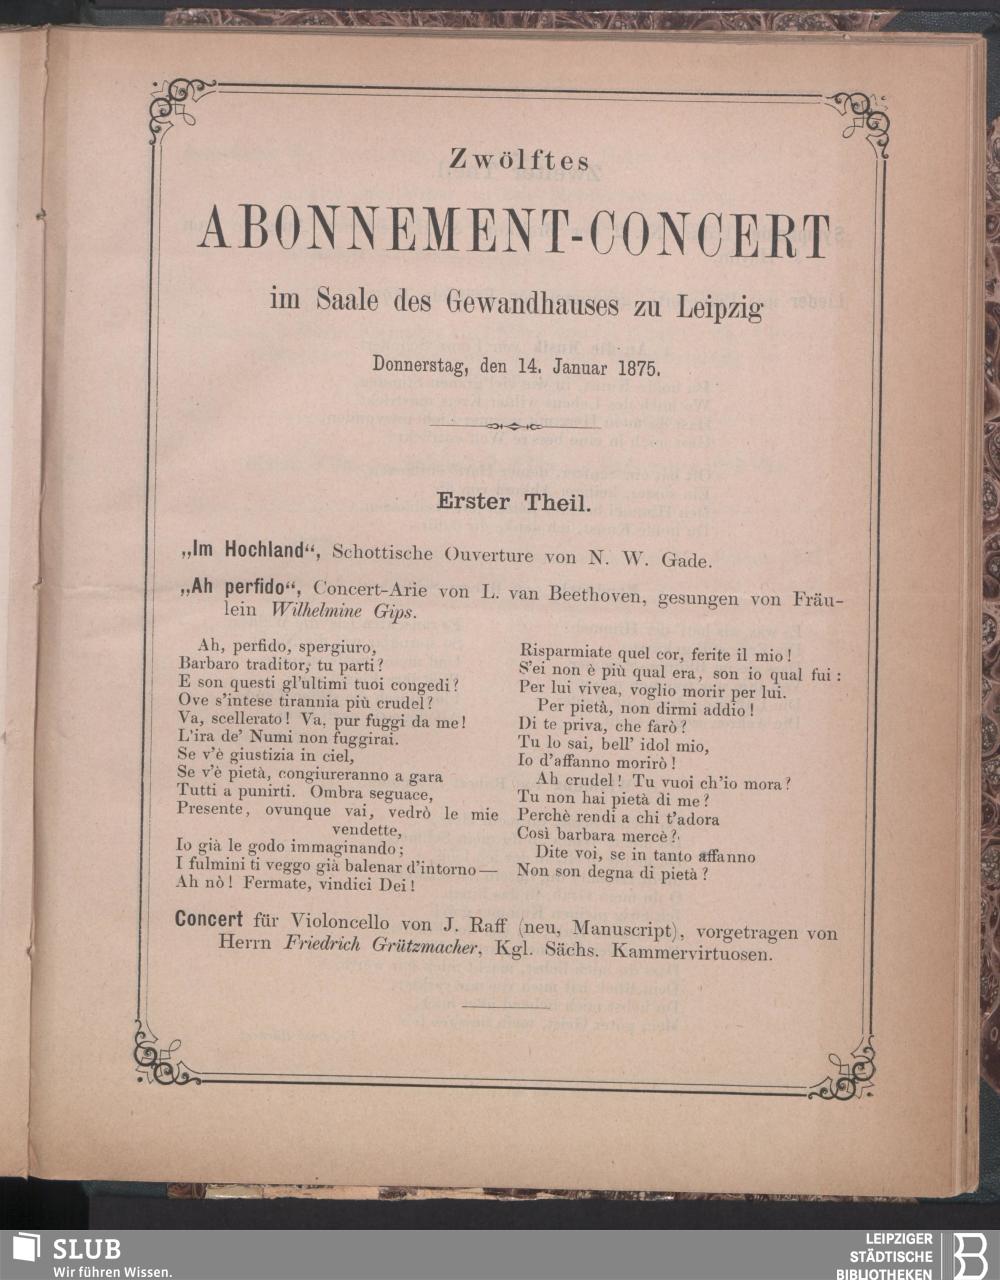 Zwölftes
ABONNEMENT-CONCERT
im Saale des Gewandhauses zu Leipzig
Donnerstag, den 14. Januar 1875.
Erster Theil.
„Im Hochland“, Schottische Ouverture von N. W. Gade.
„Ah perfido“, Concert-Arie von L. van Beethoven, gesungen von Fräu-
lein Wilhelmine Gips.
Ah, perfido, spergiuro,
Barbaro traditor, tu parti?
E son questi gl'ultimi tuoi congedi?
Ove s'intese tirannia più crudel?
Va, scellerato! Va, pur fuggi da me!
L'ira de' Numi non fuggirai.
Se v'è giustizia in ciel,
Se v'è pietà, congiureranno a gara
Tutti a punirti. Ombra seguace,
Presente, ovunque vai, vedrò le mie
vendette,
Io già le godo immaginando;
I fulmini ti veggo già balenar d'intorno—
Ah nò! Fermate, vindici Dei!
Risparmiate quel cor, ferite il mio!
S'ei non è più qual era, son io qual fui:
Per lui vivea, voglio morir per lui.
Per pietà, non dirmi addio!
Di te priva, che farò?
Tu lo sai, bell' idol mio,
Io d'affanno morirò!
Ah crudel! Tu vuoi ch'io mora?
Tu non hai pietà di me?
Perchè rendi a chi t'adora
Così barbara mercè?
Dite voi, se in tanto affanno
Non son degna di pietà?
Concert für Violoncello von J. Raff (neu, Manuscript), vorgetragen von
Herrn Friedrich Grützmacher, Kgl. Sächs. Kammervirtuosen.
SLUB
Wir führen Wissen.
LEIPZIGER
STÄDTISCHE
BIBLIOTHEKEN